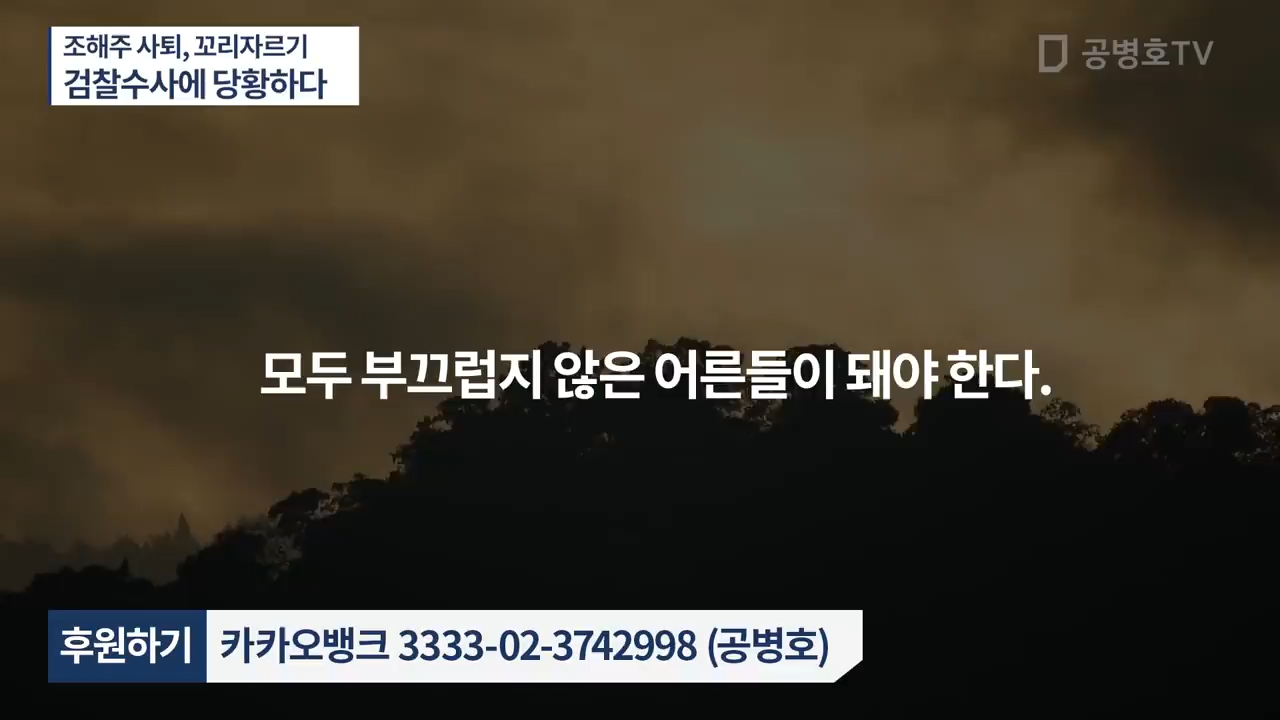 조해주 사퇴, 꼬리자르기
검찰수사에 당황하다
공병호TV
모두 부끄럽지 않은 어른들이 돼야 한다.
후원하기
카카오뱅크 3333-02-3742998 (공병호)